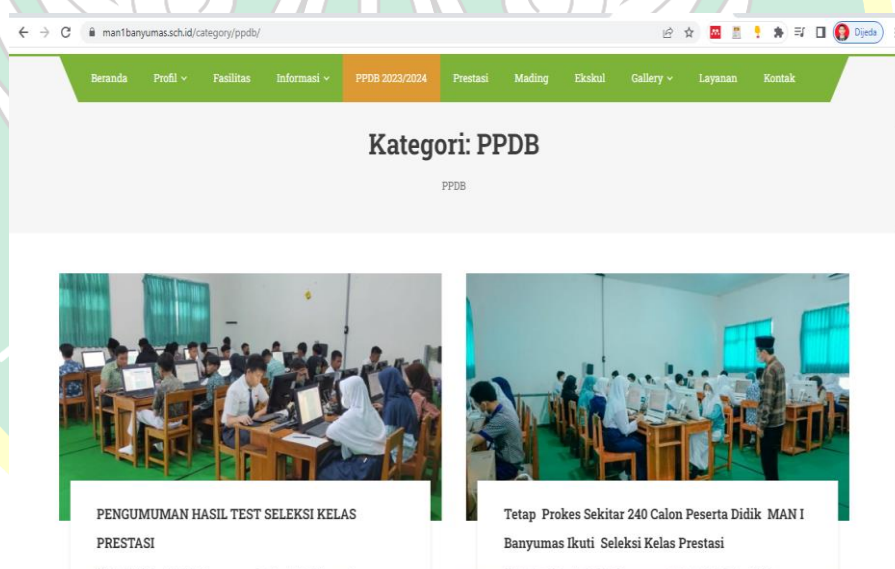 man1banyumas.sch.id/category/ppdb/
Dijeda
Beranda Profil Fasilitas Informasi PPDB 2023/2024 Prestasi Mading Ekskul Gallery Layanan Kontak
Kategori: PPDB
PPDB
PENGUMUMAN HASIL TEST SELEKSI KELAS
PRESTASI
Tetap Prokes Sekitar 240 Calon Peserta Didik MAN I
Banyumas Ikuti Seleksi Kelas Prestasi